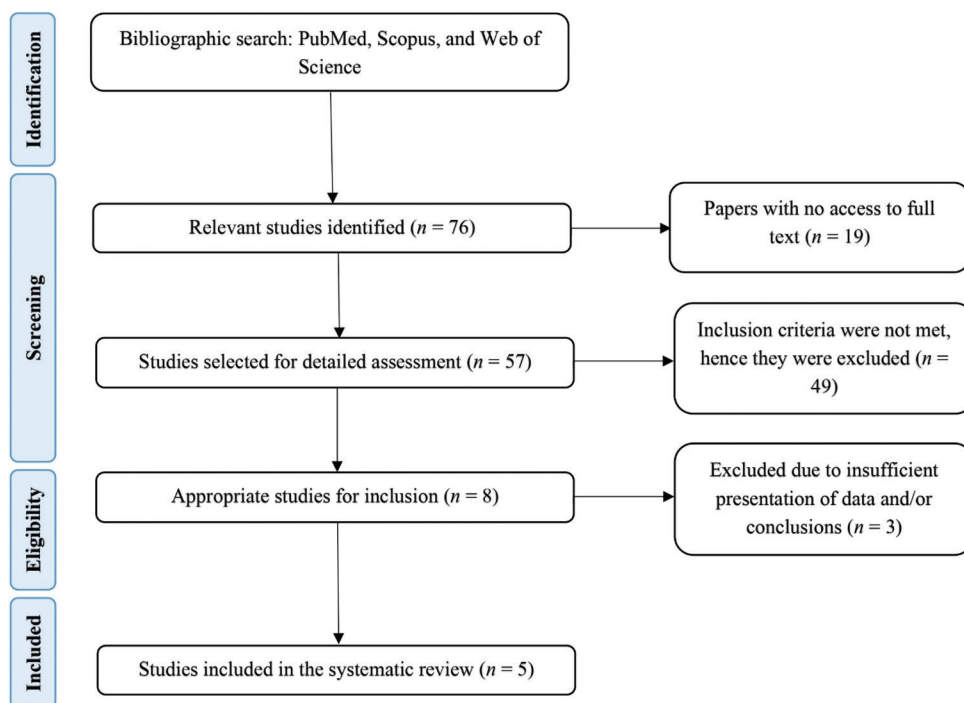 Identification
Bibliographic search: PubMed, Scopus, and Web of
Science
Screening
Relevant studies identified (n = 76)
Papers with no access to full
text (n = 19)
Studies selected for detailed assessment (n = 57)
Inclusion criteria were not met,
hence they were excluded (n =
49)
Eligibility
Appropriate studies for inclusion (n = 8)
Excluded due to insufficient
presentation of data and/or
conclusions (n = 3)
Included
Studies included in the systematic review (n = 5)